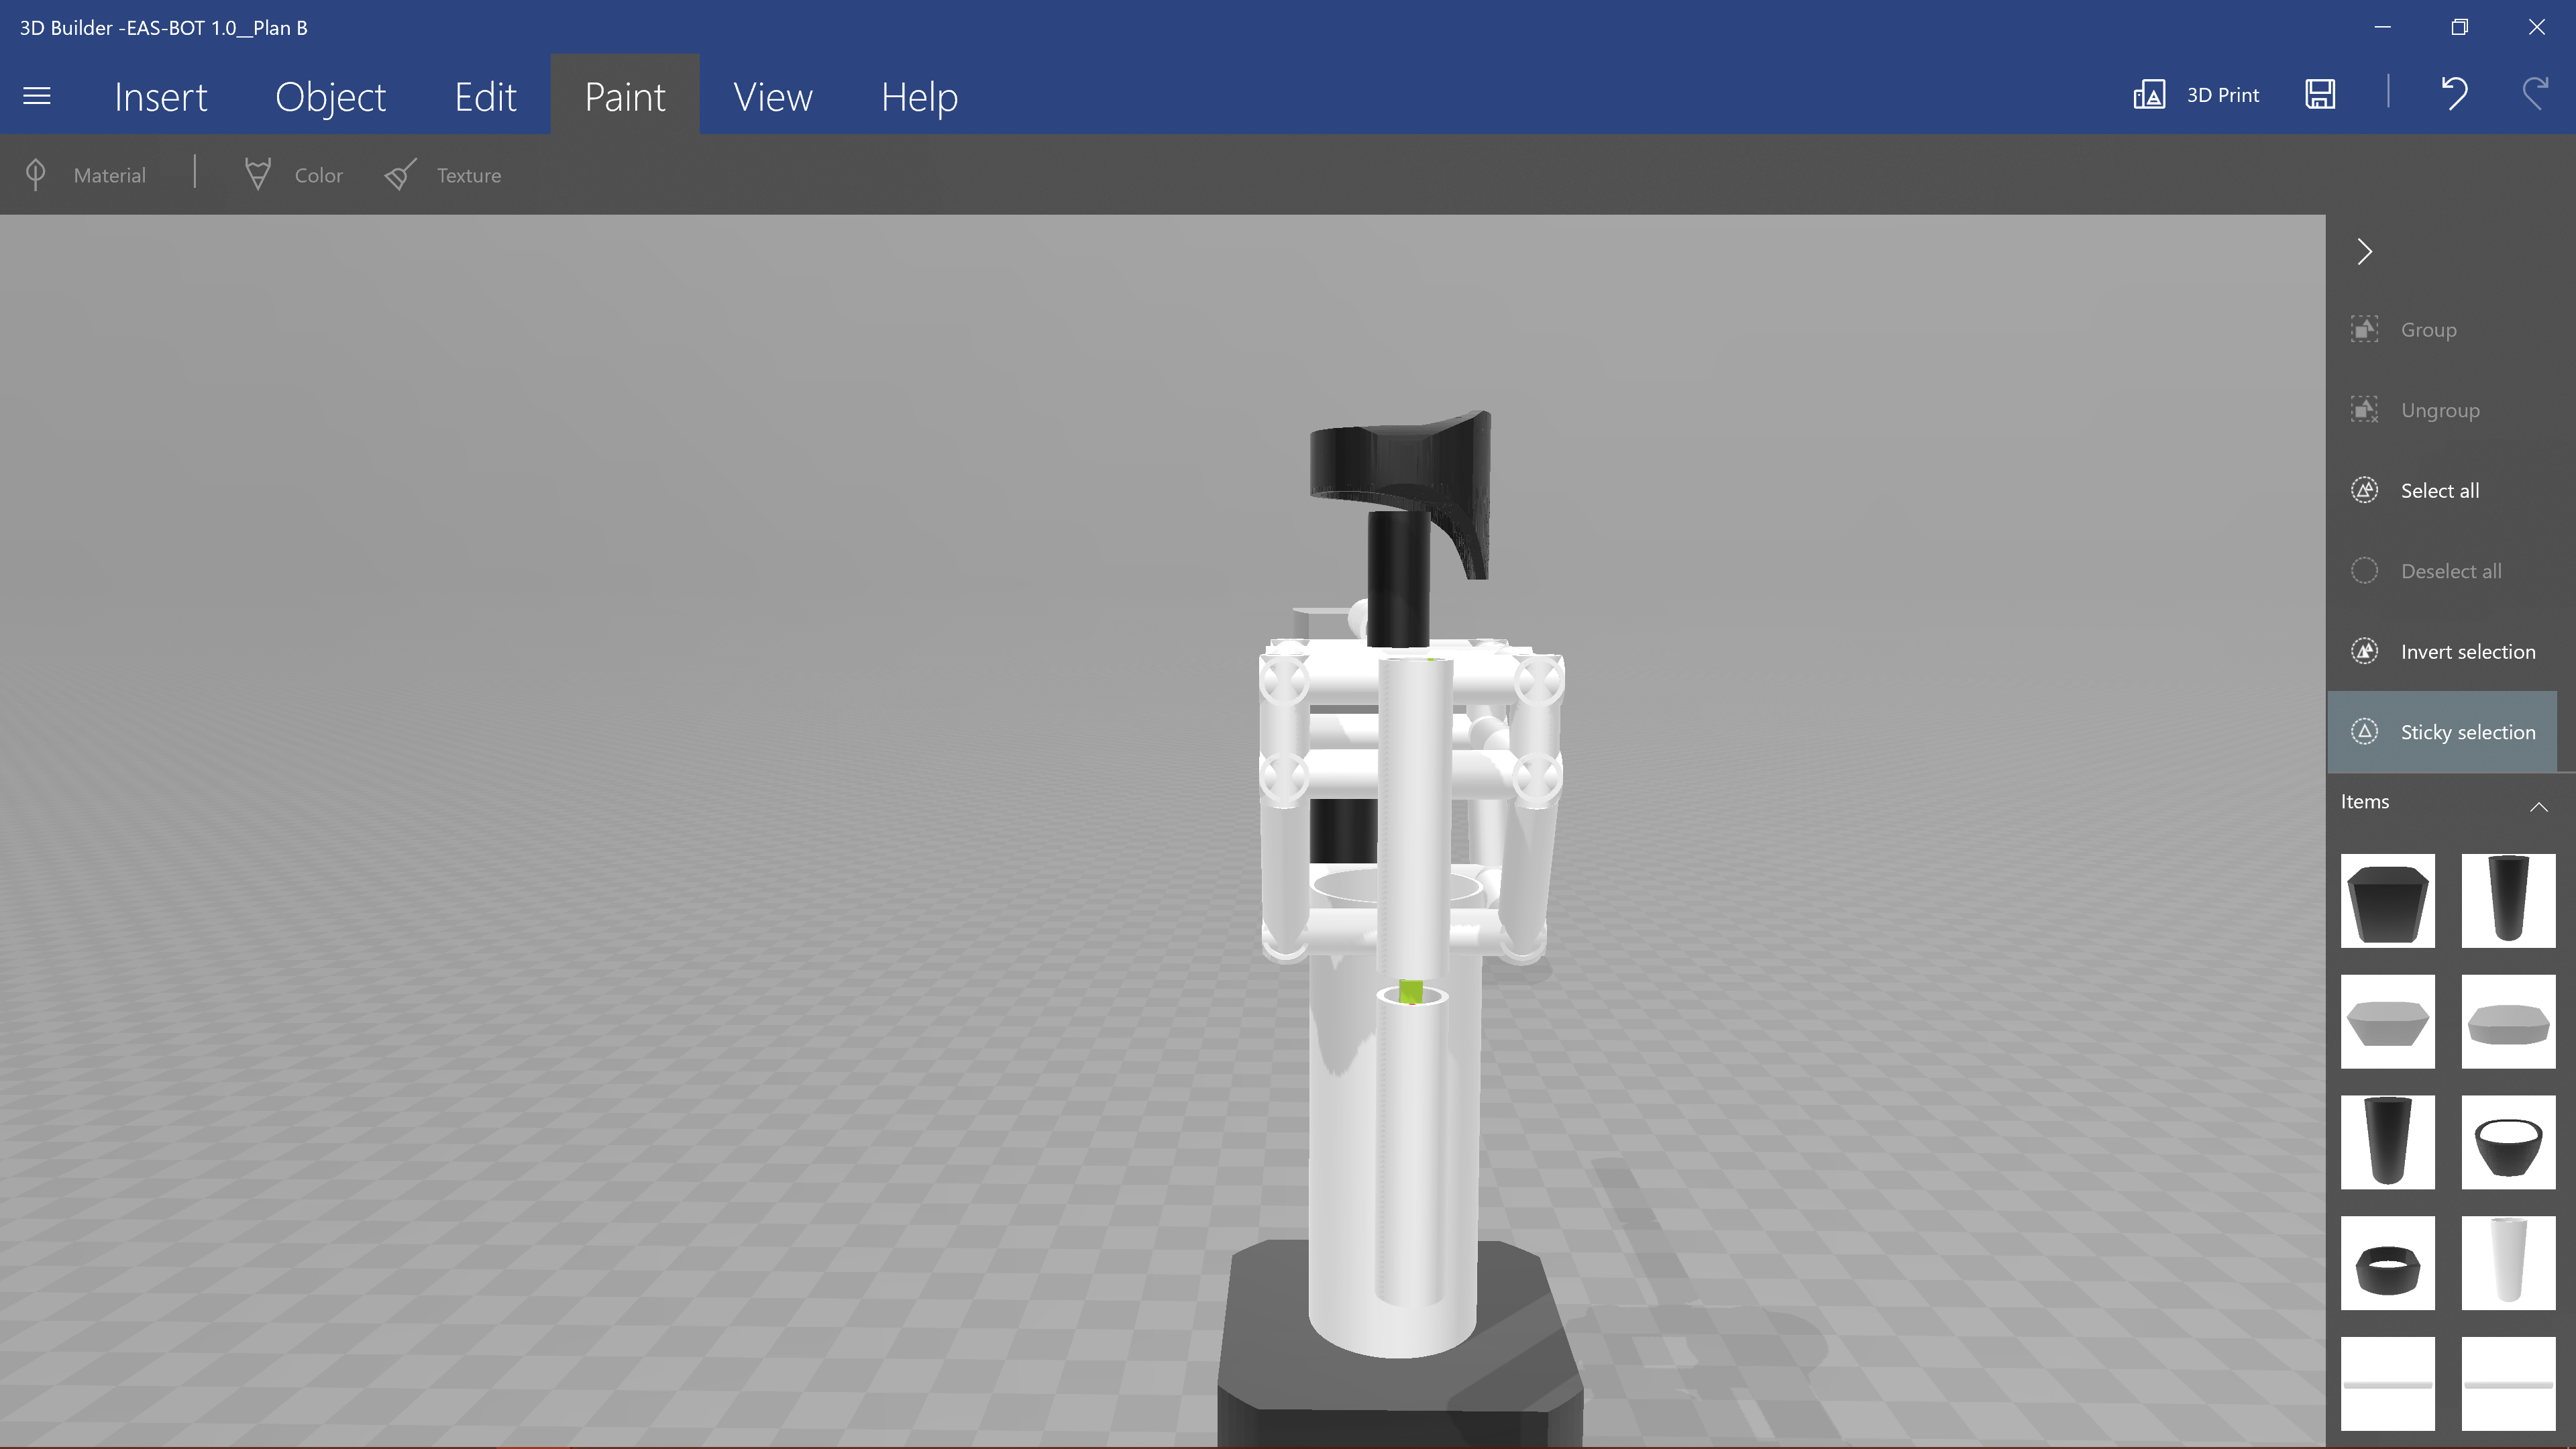 3D Builder -EAS-BOT 1.0__Plan B
Insert
Object
Edit
Paint
View
Help
3D Print
Material
Color
Texture
Group
Ungroup
Select all
Deselect all
Invert selection
Sticky selection
Items